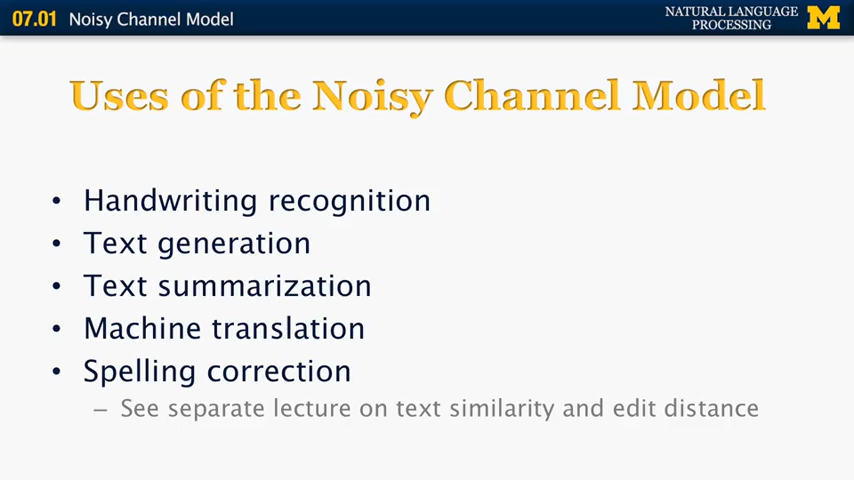 07.01 Noisy Channel Model
NATURAL LANGUAGE
PROCESSING
M
Uses of the Noisy Channel Model
• Handwriting recognition
• Text generation
• Text summarization
• Machine translation
• Spelling correction
– See separate lecture on text similarity and edit distance